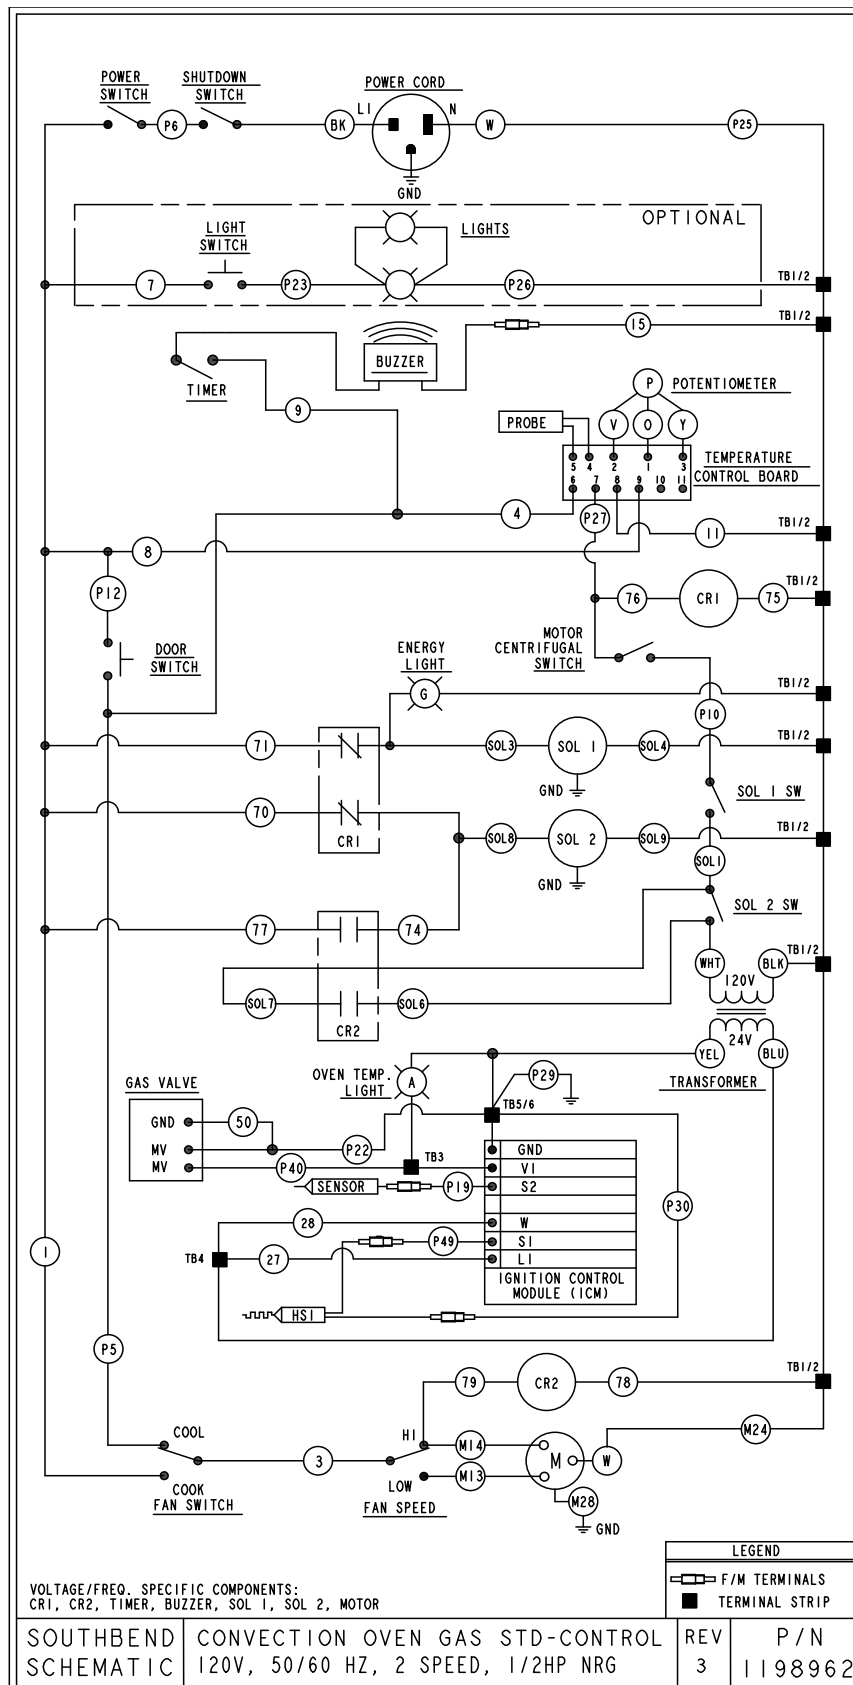 POWER SWITCH
SHUTDOWN SWITCH
POWER CORD
L1
N
P6
BK
W
P25
GND
OPTIONAL
LIGHT SWITCH
LIGHTS
7
P23
P26
TB1/2
TB1/2
15
BUZZER
TIMER
9
P
POTENTIOMETER
PROBE
V
O
Y
5 4 2 1 3
6 7 8 9 10 11
TEMPERATURE CONTROL BOARD
4
P27
11
TB1/2
8
P12
76
CR1
75
TB1/2
DOOR SWITCH
MOTOR CENTRIFUGAL SWITCH
ENERGY LIGHT
G
TB1/2
P10
71
SOL3
SOL 1
SOL4
TB1/2
GND
SOL 1 SW
70
CR1
SOL8
SOL 2
SOL9
TB1/2
SOL1
GND
SOL 2 SW
77
74
WHT
BLK
TB1/2
120V
SOL7
SOL6
CR2
24V
YEL
BLU
TRANSFORMER
OVEN TEMP. LIGHT
A
P29
GAS VALVE
TB5/6
GND
50
MV
P22
MV
P40
TB3
GND
V1
SENSOR
P19
S2
P30
28
W
1
P49
S1
TB4
27
L1
IGNITION CONTROL
MODULE (ICM)
HSI
P5
79
CR2
78
TB1/2
COOL
HI
M14
M24
3
M
W
COOK
FAN SWITCH
LOW
M13
FAN SPEED
M28
GND
LEGEND
F/M TERMINALS
TERMINAL STRIP
VOLTAGE/FREQ. SPECIFIC COMPONENTS:
CR1, CR2, TIMER, BUZZER, SOL 1, SOL 2, MOTOR
SOUTHBEND SCHEMATIC
CONVECTION OVEN GAS STD-CONTROL
120V, 50/60 HZ, 2 SPEED, 1/2HP NRG
REV 3
P/N 1198962